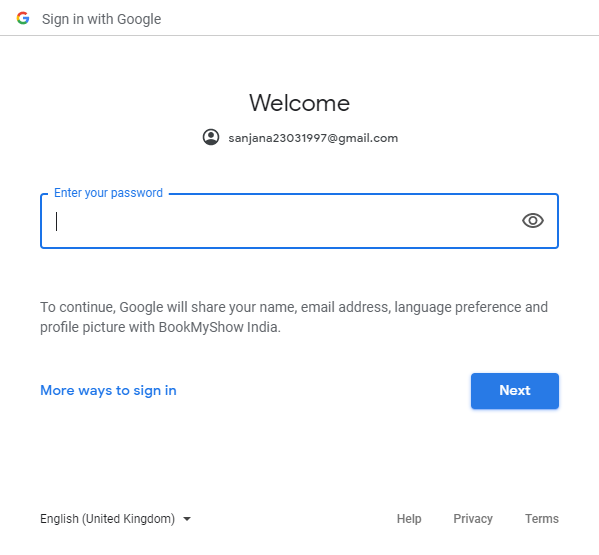 Sign in with Google
Welcome
sanjana23031997@gmail.com
Enter your password
To continue, Google will share your name, email address, language preference and
profile picture with BookMyShow India.
More ways to sign in
Next
English (United Kingdom)
Help
Privacy
Terms